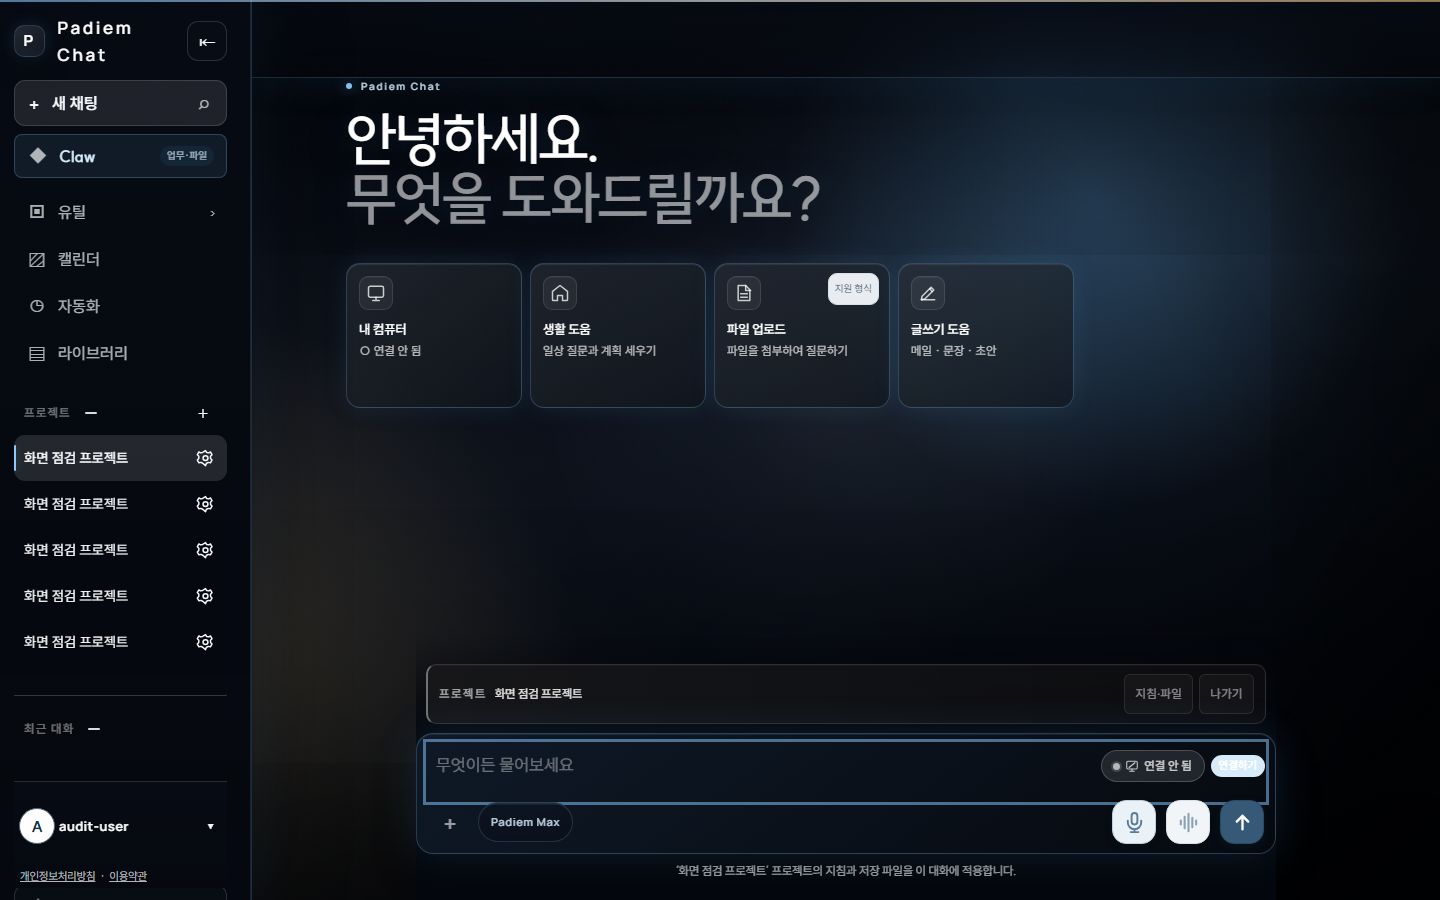 P
Padiem
Chat
+ 새 채팅
Claw
업무·파일
유틸
캘린더
자동화
라이브러리
프로젝트
+
화면 점검 프로젝트
화면 점검 프로젝트
화면 점검 프로젝트
화면 점검 프로젝트
화면 점검 프로젝트
최근 대화
A
audit-user
개인정보처리방침 · 이용약관
Padiem Chat
안녕하세요.
무엇을 도와드릴까요?
내 컴퓨터
연결 안 됨
생활 도움
일상 질문과 계획 세우기
지원 형식
파일 업로드
파일을 첨부하여 질문하기
글쓰기 도움
메일 · 문장 · 초안
프로젝트 화면 점검 프로젝트
지침·파일
나가기
무엇이든 물어보세요
연결 안 됨
연결하기
+
Padiem Max
'화면 점검 프로젝트' 프로젝트의 지침과 저장 파일을 이 대화에 적용합니다.